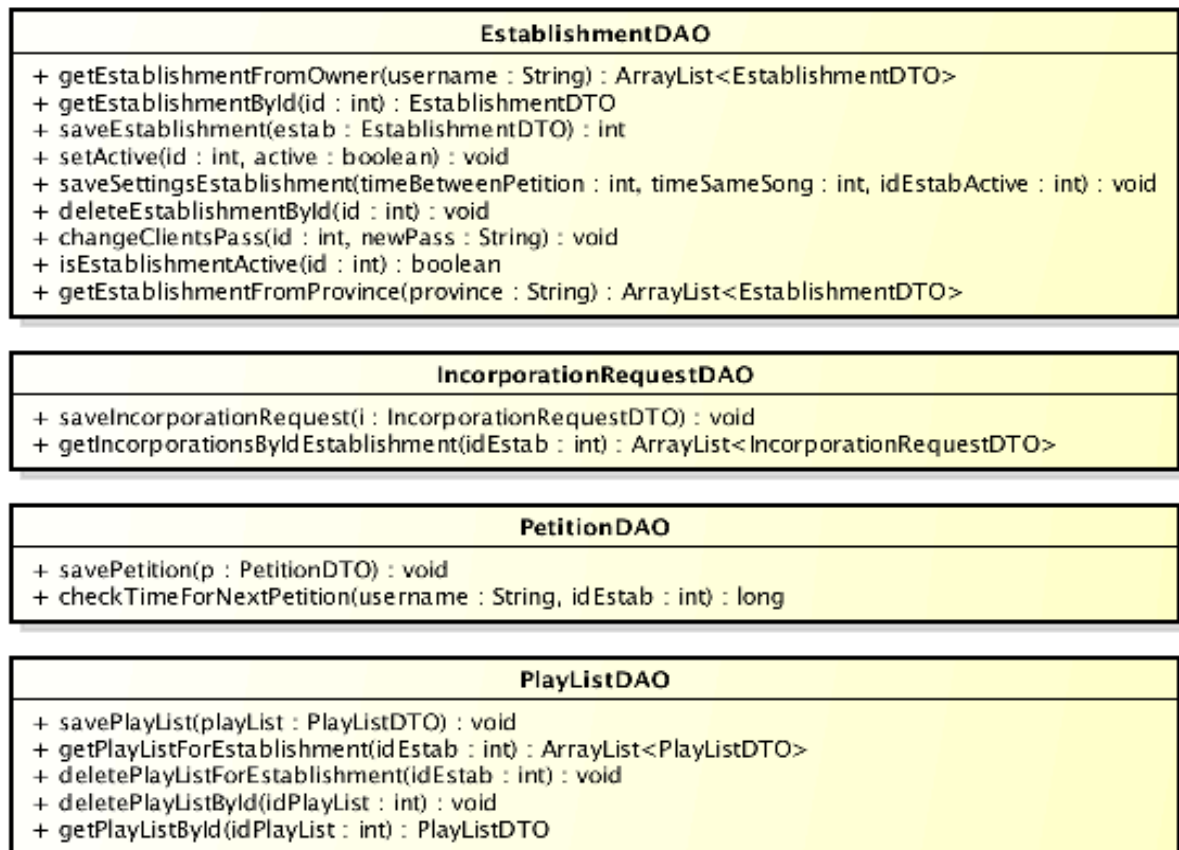 EstablishmentDAO
+ getEstablishmentFromOwner(username : String) : ArrayList<EstablishmentDTO>
+ getEstablishmentById(id : int) : EstablishmentDTO
+ saveEstablishment(estab : EstablishmentDTO) : int
+ setActive(id : int, active : boolean) : void
+ saveSettingsEstablishment(timeBetweenPetition : int, timeSameSong : int, idEstabActive : int) : void
+ deleteEstablishmentById(id : int) : void
+ changeClientsPass(id : int, newPass : String) : void
+ isEstablishmentActive(id : int) : boolean
+ getEstablishmentFromProvince(province : String) : ArrayList<EstablishmentDTO>
IncorporationRequestDAO
+ saveIncorporationRequest(i : IncorporationRequestDTO) : void
+ getIncorporationsByIdEstablishment(idEstab : int) : ArrayList<IncorporationRequestDTO>
PetitionDAO
+ savePetition(p : PetitionDTO) : void
+ checkTimeForNextPetition(username : String, idEstab : int) : long
PlayListDAO
+ savePlayList(playList : PlayListDTO) : void
+ getPlayListForEstablishment(idEstab : int) : ArrayList<PlayListDTO>
+ deletePlayListForEstablishment(idEstab : int) : void
+ deletePlayListById(idPlayList : int) : void
+ getPlayListById(idPlayList : int) : PlayListDTO